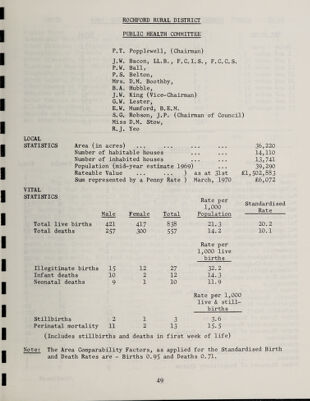 ROCHFORD RURAL DISTRICT
PUBLIC HEALTH COMMITTEE
P.T. Popplewell, (Chairman)
J.W. Bacon, LL.B., F.C.I.S., F.C.C.S.
P.W. Ball,
P.S. Belton,
Mrs. D.M. Boothby,
B.A. Hubble,
J.W. King (Vice-Chairman)
G.W. Lester,
E.W. Mumford, B.E.M.
S.G. Robson, J.P. (Chairman of Council)
Miss D.M. Stow,
R.J. Yeo
LOCAL
STATISTICS Area (in acres) ... ... ... ... 36,220
Number of habitable houses ... ... 14,110
Number of inhabited houses ... ... 13,741
Population (mid-year estimate 1969) ... 39,290
Rateable Value ... ... ) as at 31st £1,502,883
Sum represented by a Penny Rate ) March, 1970 £6,072
VITAL
STATISTICS
Male Female Total Rate per 1,000 Population Standardised Rate
Total live births 421 417 838 21.3 20.2
Total deaths 257 300 557 14.2 10.1
Rate per
1,000 live
births
Illegitimate births 15 12 27 32.2
Infant deaths 10 2 12 14.3
Neonatal deaths 9 1 10 11.9
Rate per 1,000
live & still-
births
Stillbirths 2 1 3 3.6
Perinatal mortality 11 2 13 15.5
(Includes stillbirths and deaths in first week of life)
Note: The Area Comparability Factors, as applied for the Standardised Birth
and Death Rates are - Births 0.95 and Deaths 0.71.
49